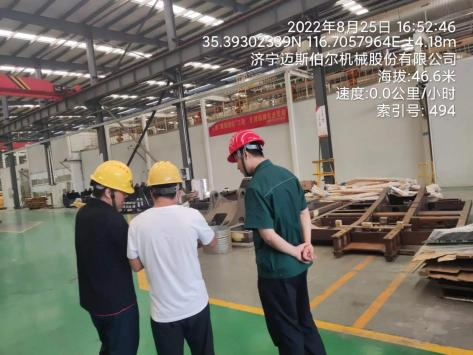 2022年8月25日 16:52:46
35.39302389N 116.7057964E ±4.18m
济宁迈斯伯尔机械股份有限公司
海拔:46.6米
速度:0.0公里/小时
索引号: 494